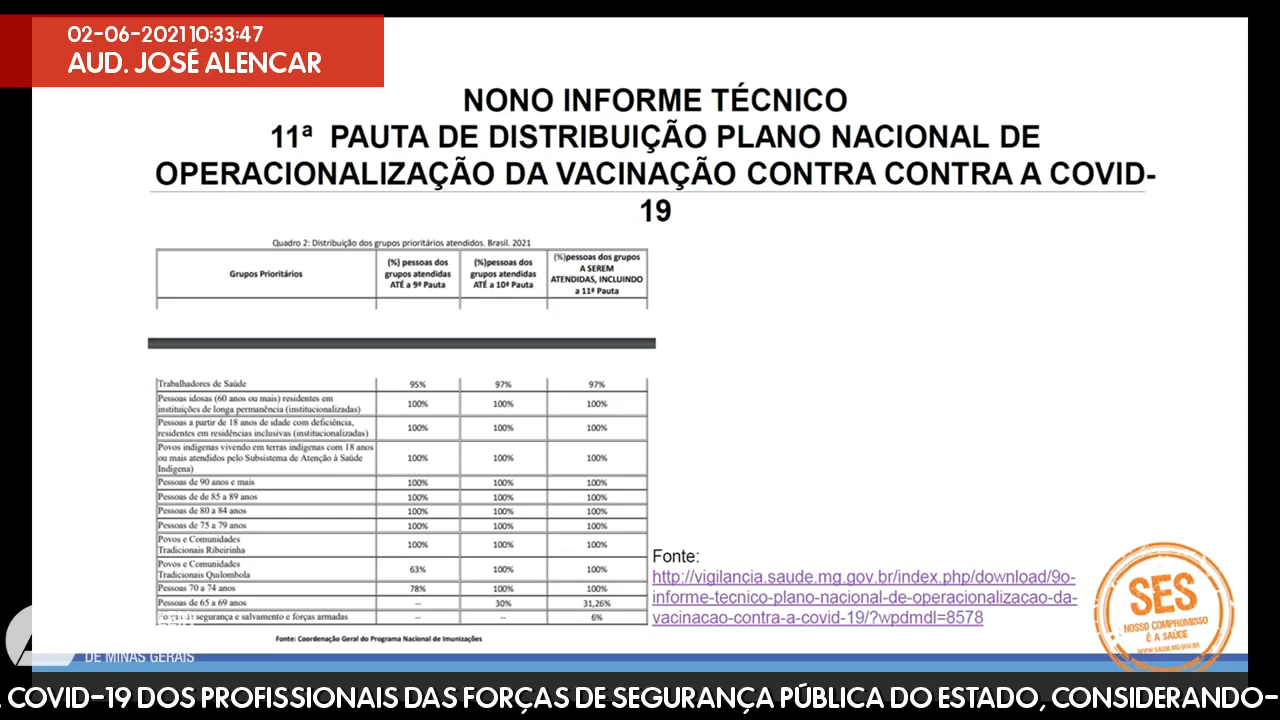 02-06-2021 10:33:47
AUD. JOSÉ ALENCAR
NONO INFORME TÉCNICO
11ª PAUTA DE DISTRIBUIÇÃO PLANO NACIONAL DE
OPERACIONALIZAÇÃO DA VACINAÇÃO CONTRA CONTRA A COVID-
19
Quadro 2: Distribuição dos grupos prioritários atendidos. Brasil. 2021
Grupos Prioritários
(%) pessoas dos
grupos atendidas
ATÉ a 9ª Pauta
(%)pessoas dos
grupos atendidas
ATÉ a 10ª Pauta
(%)pessoas dos grupos
A SEREM
ATENDIDAS, INCLUINDO
a 11ª Pauta
Trabalhadores de Saúde 95% 97% 97%
Pessoas idosas (60 anos ou mais) residentes em
instituições de longa permanência (institucionalizadas) 100% 100% 100%
Pessoas a partir de 18 anos de idade com deficiência,
residentes em residências inclusivas (institucionalizadas) 100% 100% 100%
Povos indígenas vivendo em terras indígenas com 18 anos
ou mais atendidos pelo Subsistema de Atenção à Saúde
Indígena) 100% 100% 100%
Pessoas de 90 anos e mais 100% 100% 100%
Pessoas de de 85 a 89 anos 100% 100% 100%
Pessoas de 80 a 84 anos 100% 100% 100%
Pessoas de 75 a 79 anos 100% 100% 100%
Povos e Comunidades
Tradicionais Ribeirinha 100% 100% 100%
Povos e Comunidades
Tradicionais Quilombola 63% 100% 100%
Pessoas 70 a 74 anos 78% 100% 100%
Pessoas de 65 a 69 anos -- 30% 31,26%
segurança e salvamento e forças armadas -- -- 6%
Fonte: Coordenação Geral do Programa Nacional de Imunizações
Fonte:
http://vigilancia.saude.mg.gov.br/index.php/download/9o-
informe-tecnico-plano-nacional-de-operacionalizacao-da-
vacinacao-contra-a-covid-19/?wpdmdl=8578
SES
NOSSO COMPROMISSO
É A SAÚDE
WWW.SAUDE.MG.GOV.BR
DE MINAS GERAIS
COVID-19 DOS PROFISSIONAIS DAS FORÇAS DE SEGURANÇA PÚBLICA DO ESTADO, CONSIDERANDO-